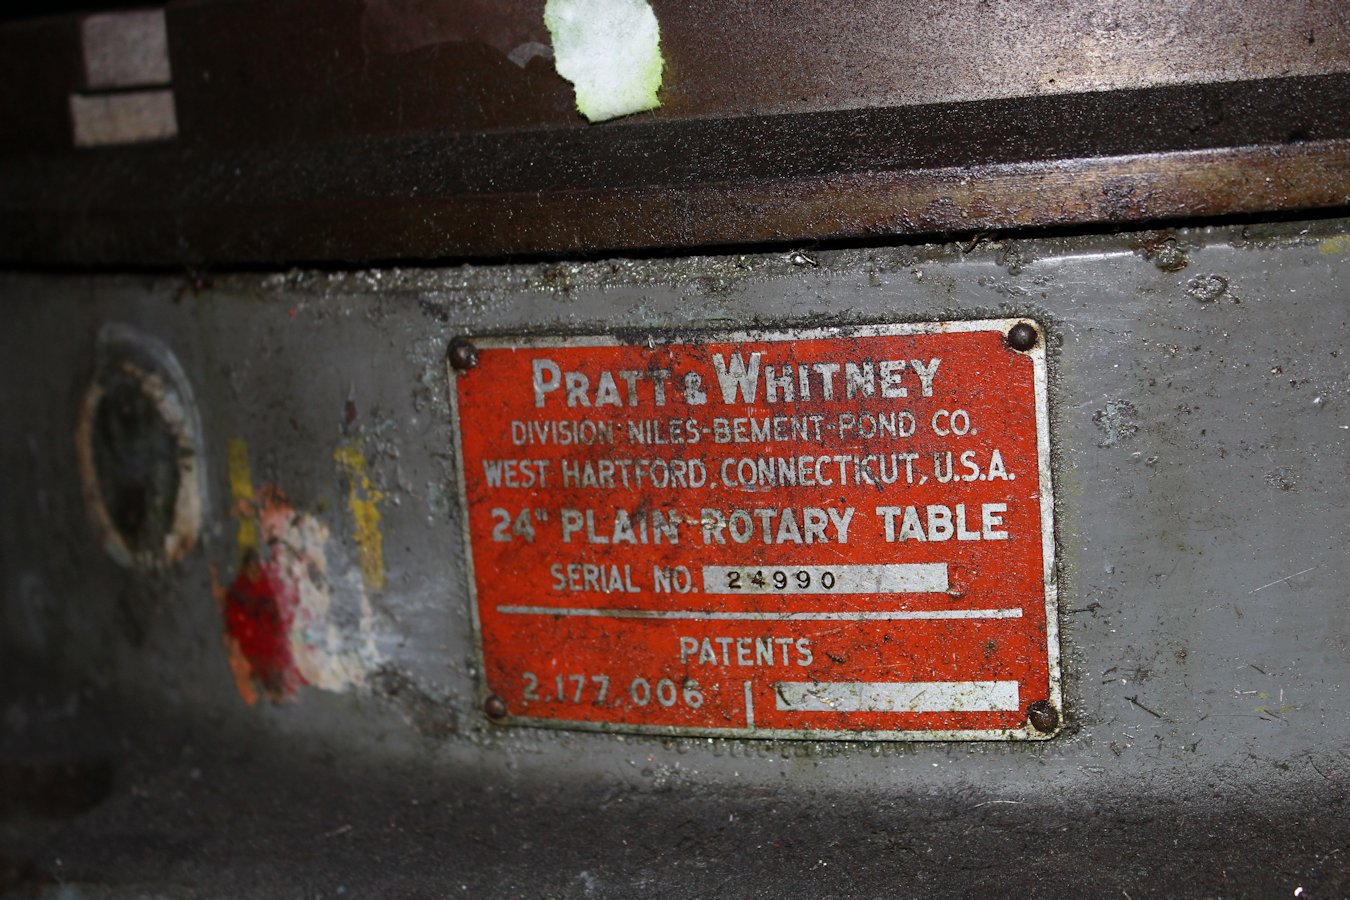 PRATT & WHITNEY
DIVISION NILES-BEMENT-POND CO.
WEST HARTFORD, CONNECTICUT, U.S.A.
24" PLAIN ROTARY TABLE
SERIAL NO. 24990
PATENTS
2,177,006